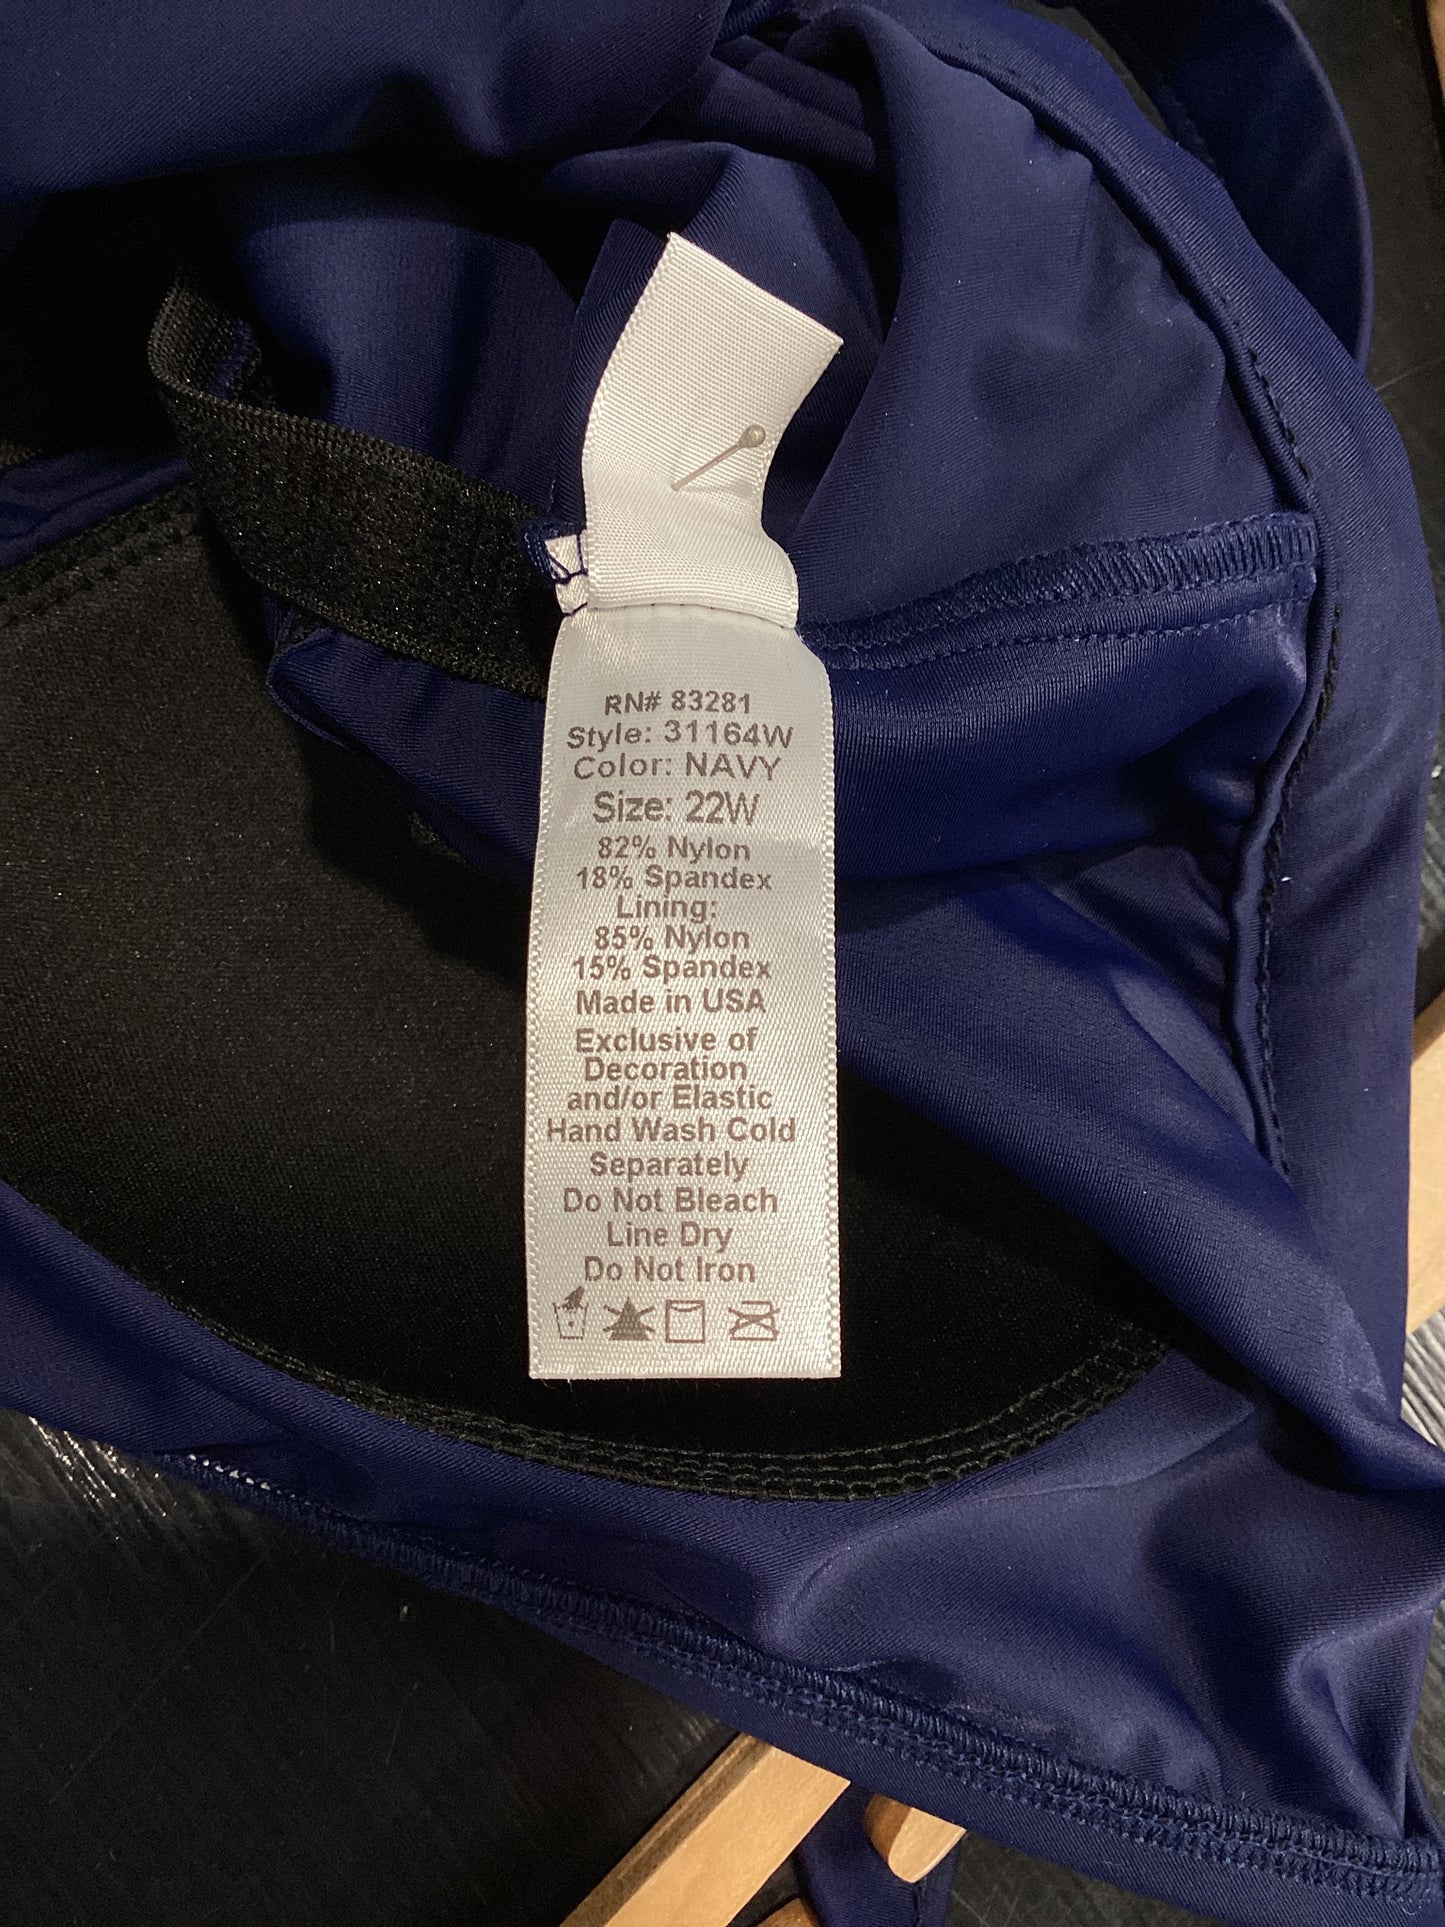 RN# 83281
Style: 31164W
Color: NAVY
Size: 22W
82% Nylon
18% Spandex
Lining:
85% Nylon
15% Spandex
Made in USA
Exclusive of
Decoration
and/or Elastic
Hand Wash Cold
Separately
Do Not Bleach
Line Dry
Do Not Iron